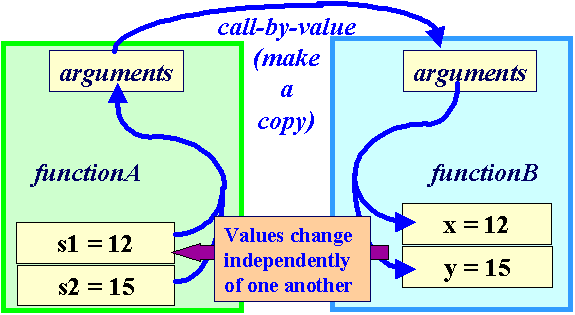 call-by-value
(make
a
copy)
arguments
arguments
functionA
functionB
s1 = 12
s2 = 15
Values change
independently
of one another
x = 12
y = 15